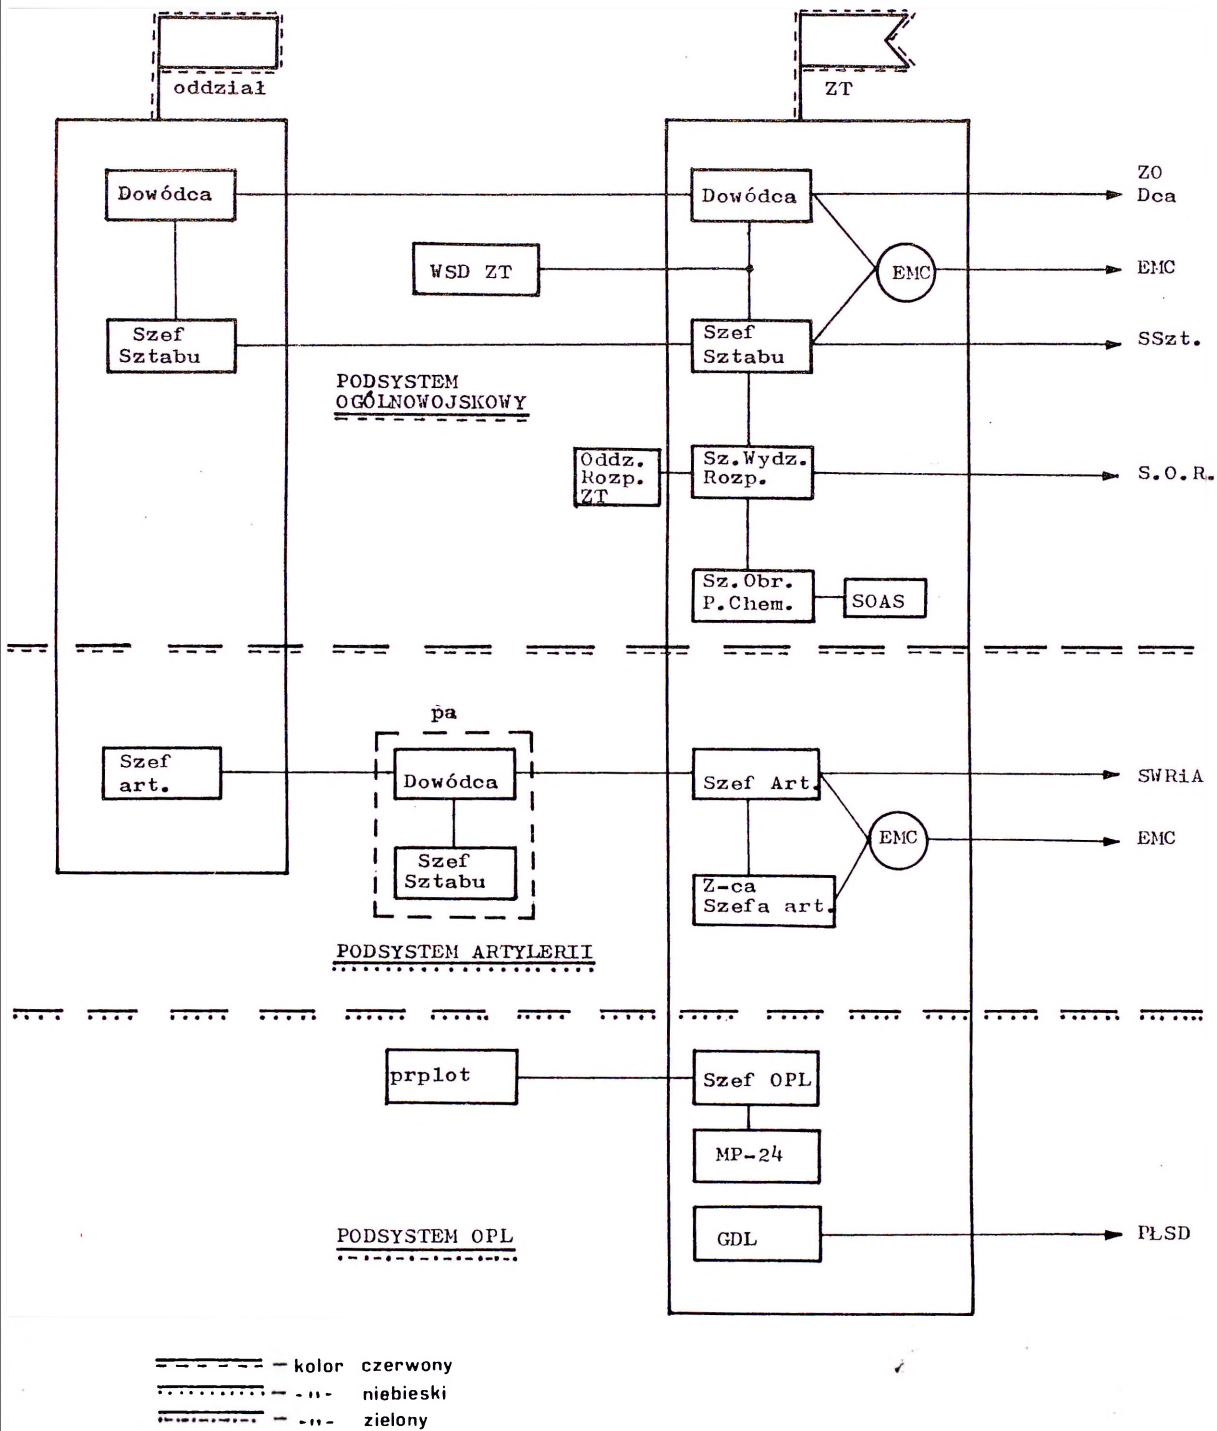 oddział
ZT
Dowódca
Dowódca
ZO
Dca
WSD ZT
EMC
EMC
Szef
Sztabu
Szef
Sztabu
SSzt.
PODSYSTEM
OGÓLNOWOJSKOWY
Oddz.
Rozp.
ZT
Sz.Wydz.
Rozp.
S.O.R.
Sz.Obr.
P.Chem.
SOAS
pa
Szef
art.
Dowódca
Szef Art.
SWRiA
EMC
EMC
Szef
Sztabu
Z-ca
Szefa art.
PODSYSTEM ARTYLERII
prplot
Szef OPL
MP-24
PODSYSTEM OPL
GDL
PŁSD
— kolor czerwony
— -"- niebieski
— -"- zielony